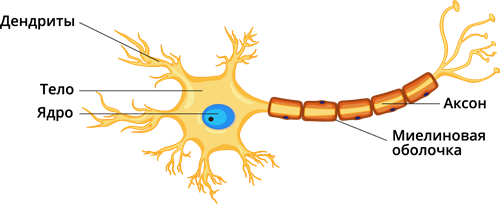 Дендриты
Тело
Ядро
Аксон
Миелиновая
оболочка